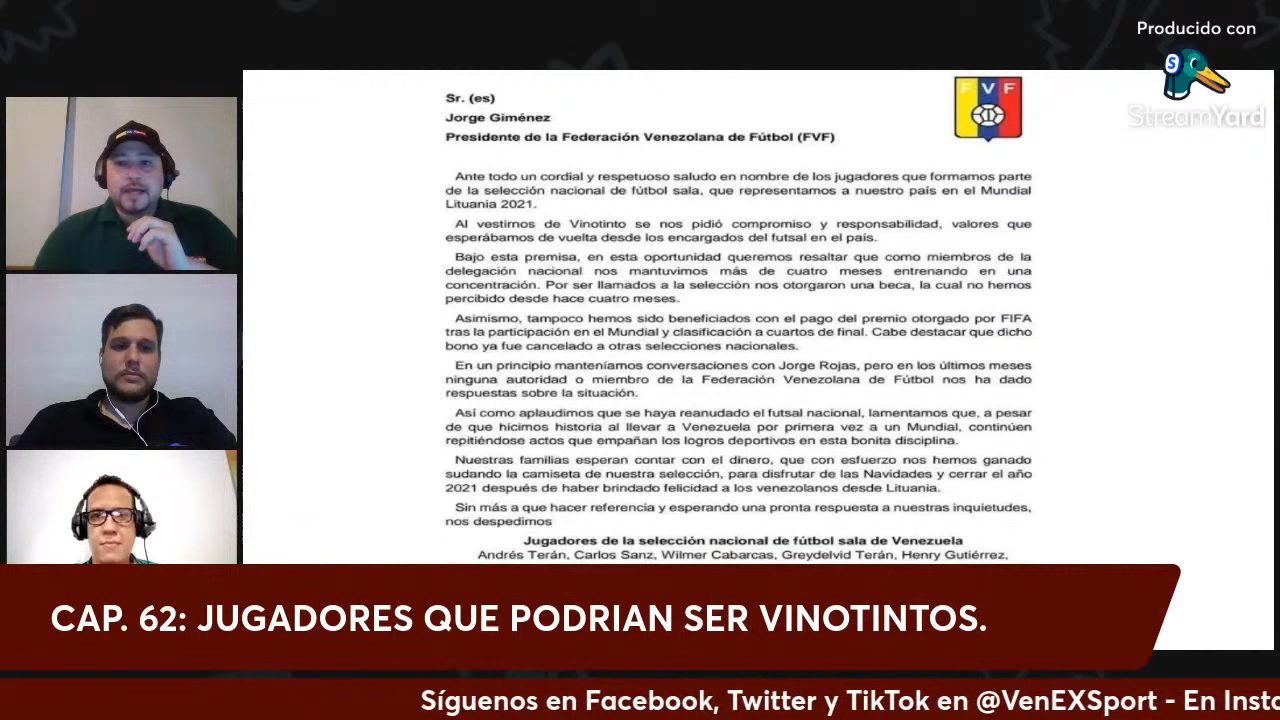 Producido con
S
StreamYard
FVF
Sr. (es)
Jorge Giménez
Presidente de la Federación Venezolana de Fútbol (FVF)
Ante todo un cordial y respetuoso saludo en nombre de los jugadores que formamos parte
de la selección nacional de fútbol sala, que representamos a nuestro país en el Mundial
Lituania 2021.
Al vestirnos de Vinotinto se nos pidió compromiso y responsabilidad, valores que
esperábamos de vuelta desde los encargados del futsal en el país.
Bajo esta premisa, en esta oportunidad queremos resaltar que como miembros de la
delegación nacional nos mantuvimos más de cuatro meses entrenando en una
concentración. Por ser llamados a la selección nos otorgaron una beca, la cual no hemos
percibido desde hace cuatro meses.
Asimismo, tampoco hemos sido beneficiados con el pago del premio otorgado por FIFA
tras la participación en el Mundial y clasificación a cuartos de final. Cabe destacar que dicho
bono ya fue cancelado a otras selecciones nacionales.
En un principio manteníamos conversaciones con Jorge Rojas, pero en los últimos meses
ninguna autoridad o miembro de la Federación Venezolana de Fútbol nos ha dado
respuestas sobre la situación.
Así como aplaudimos que se haya reanudado el futsal nacional, lamentamos que, a pesar
de que hicimos historia al llevar a Venezuela por primera vez a un Mundial, continúen
repitiéndose actos que empañan los logros deportivos en esta bonita disciplina.
Nuestras familias esperan contar con el dinero, que con esfuerzo nos hemos ganado
sudando la camiseta de nuestra selección, para disfrutar de las Navidades y cerrar el año
2021 después de haber brindado felicidad a los venezolanos desde Lituania.
Sin más a que hacer referencia y esperando una pronta respuesta a nuestras inquietudes,
nos despedimos
Jugadores de la selección nacional de fútbol sala de Venezuela
Andrés Terán, Carlos Sanz, Wilmer Cabarcas, Greydelvid Terán, Henry Gutiérrez,
CAP. 62: JUGADORES QUE PODRIAN SER VINOTINTOS.
Síguenos en Facebook, Twitter y TikTok en @VenEXSport - En Insta